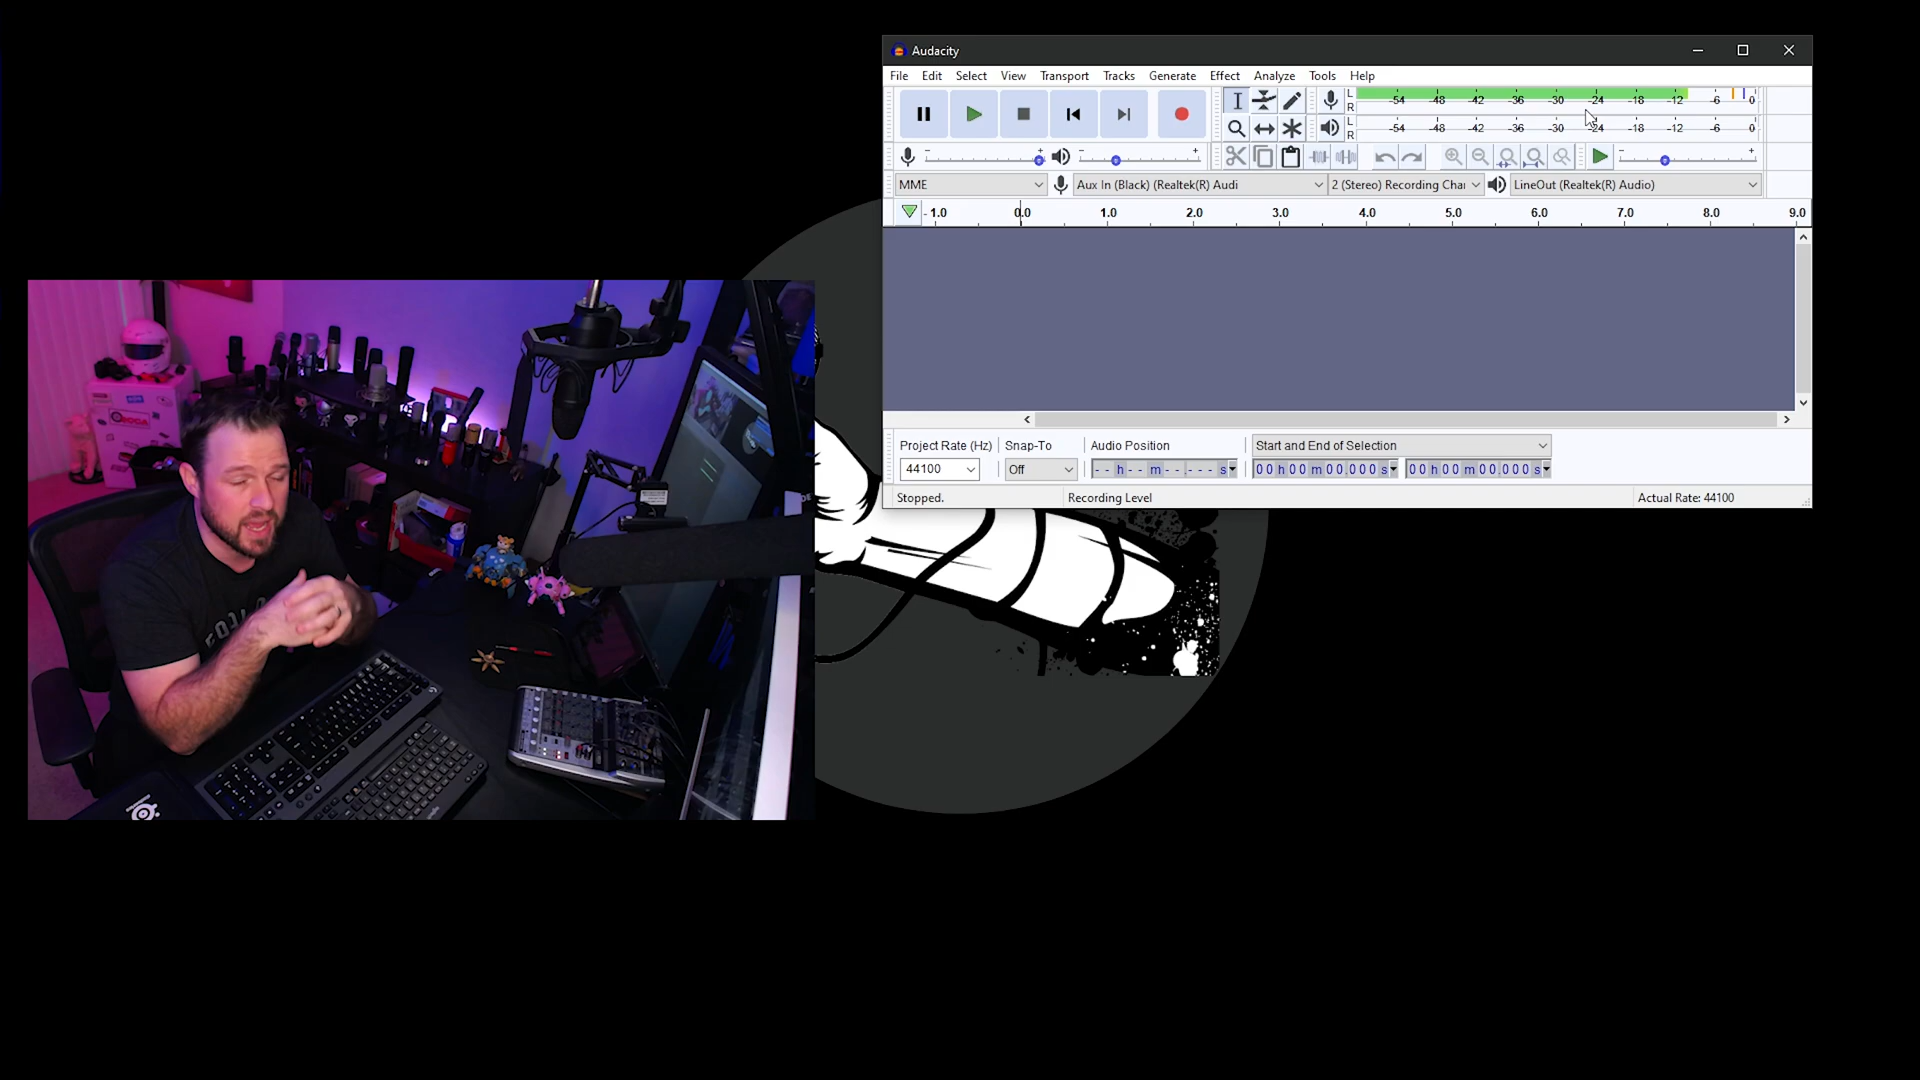 Audacity
File Edit Select View Transport Tracks Generate Effect Analyze Tools Help
L
R
-54 -48 -42 -36 -30 -24 -18 -12 -6 0
L
R
-54 -48 -42 -36 -30 -24 -18 -12 -6 0
- + - + - +
MME Aux In (Black) (Realtek(R) Audi 2 (Stereo) Recording Chai LineOut (Realtek(R) Audio)
-1.0 0.0 1.0 2.0 3.0 4.0 5.0 6.0 7.0 8.0 9.0
Project Rate (Hz) Snap-To Audio Position Start and End of Selection
44100 Off -- h -- m -- . --- s 00 h 00 m 00.000 s 00 h 00 m 00.000 s
Stopped. Recording Level Actual Rate: 44100